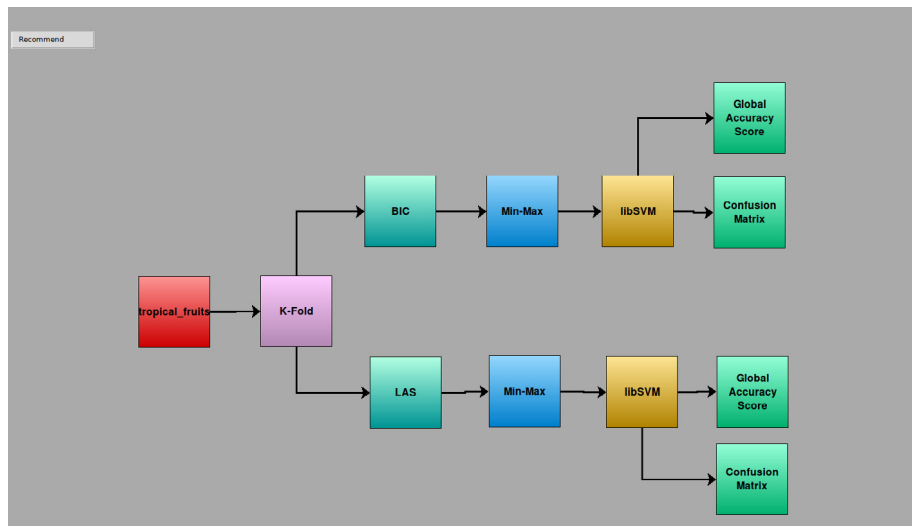 Recommend
Global
Accuracy
Score
BIC
Min-Max
libSVM
Confusion
Matrix
tropical_fruits
K-Fold
LAS
Min-Max
libSVM
Global
Accuracy
Score
Confusion
Matrix